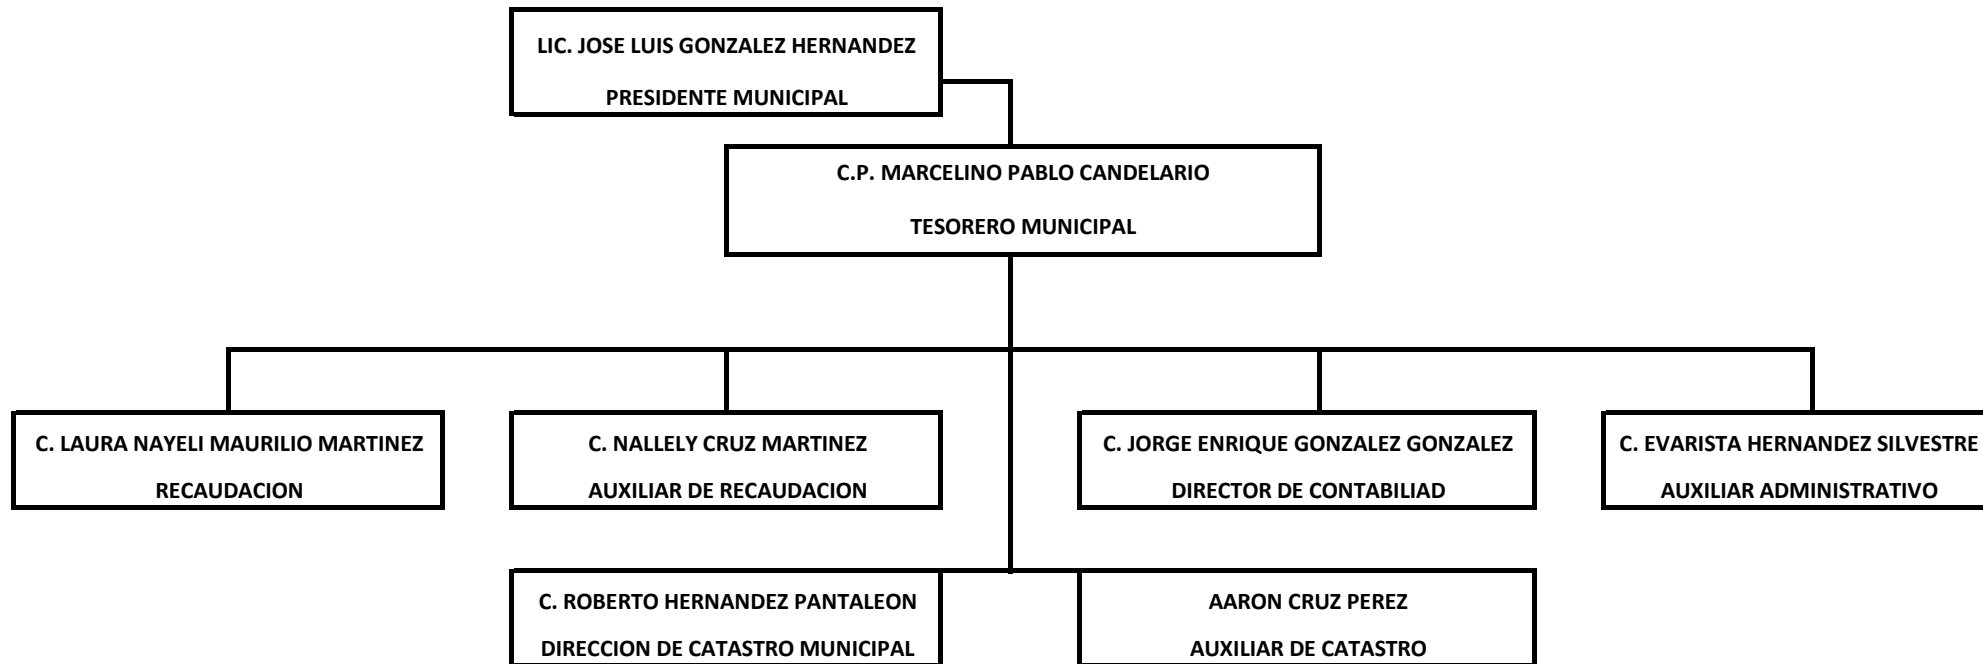 LIC. JOSE LUIS GONZALEZ HERNANDEZ
PRESIDENTE MUNICIPAL
C.P. MARCELINO PABLO CANDELARIO
TESORERO MUNICIPAL
C. LAURA NAYELI MAURILIO MARTINEZ
RECAUDACION
C. NALLELY CRUZ MARTINEZ
AUXILIAR DE RECAUDACION
C. JORGE ENRIQUE GONZALEZ GONZALEZ
DIRECTOR DE CONTABILIAD
C. EVARISTA HERNANDEZ SILVESTRE
AUXILIAR ADMINISTRATIVO
C. ROBERTO HERNANDEZ PANTALEON
DIRECCION DE CATASTRO MUNICIPAL
AARON CRUZ PEREZ
AUXILIAR DE CATASTRO